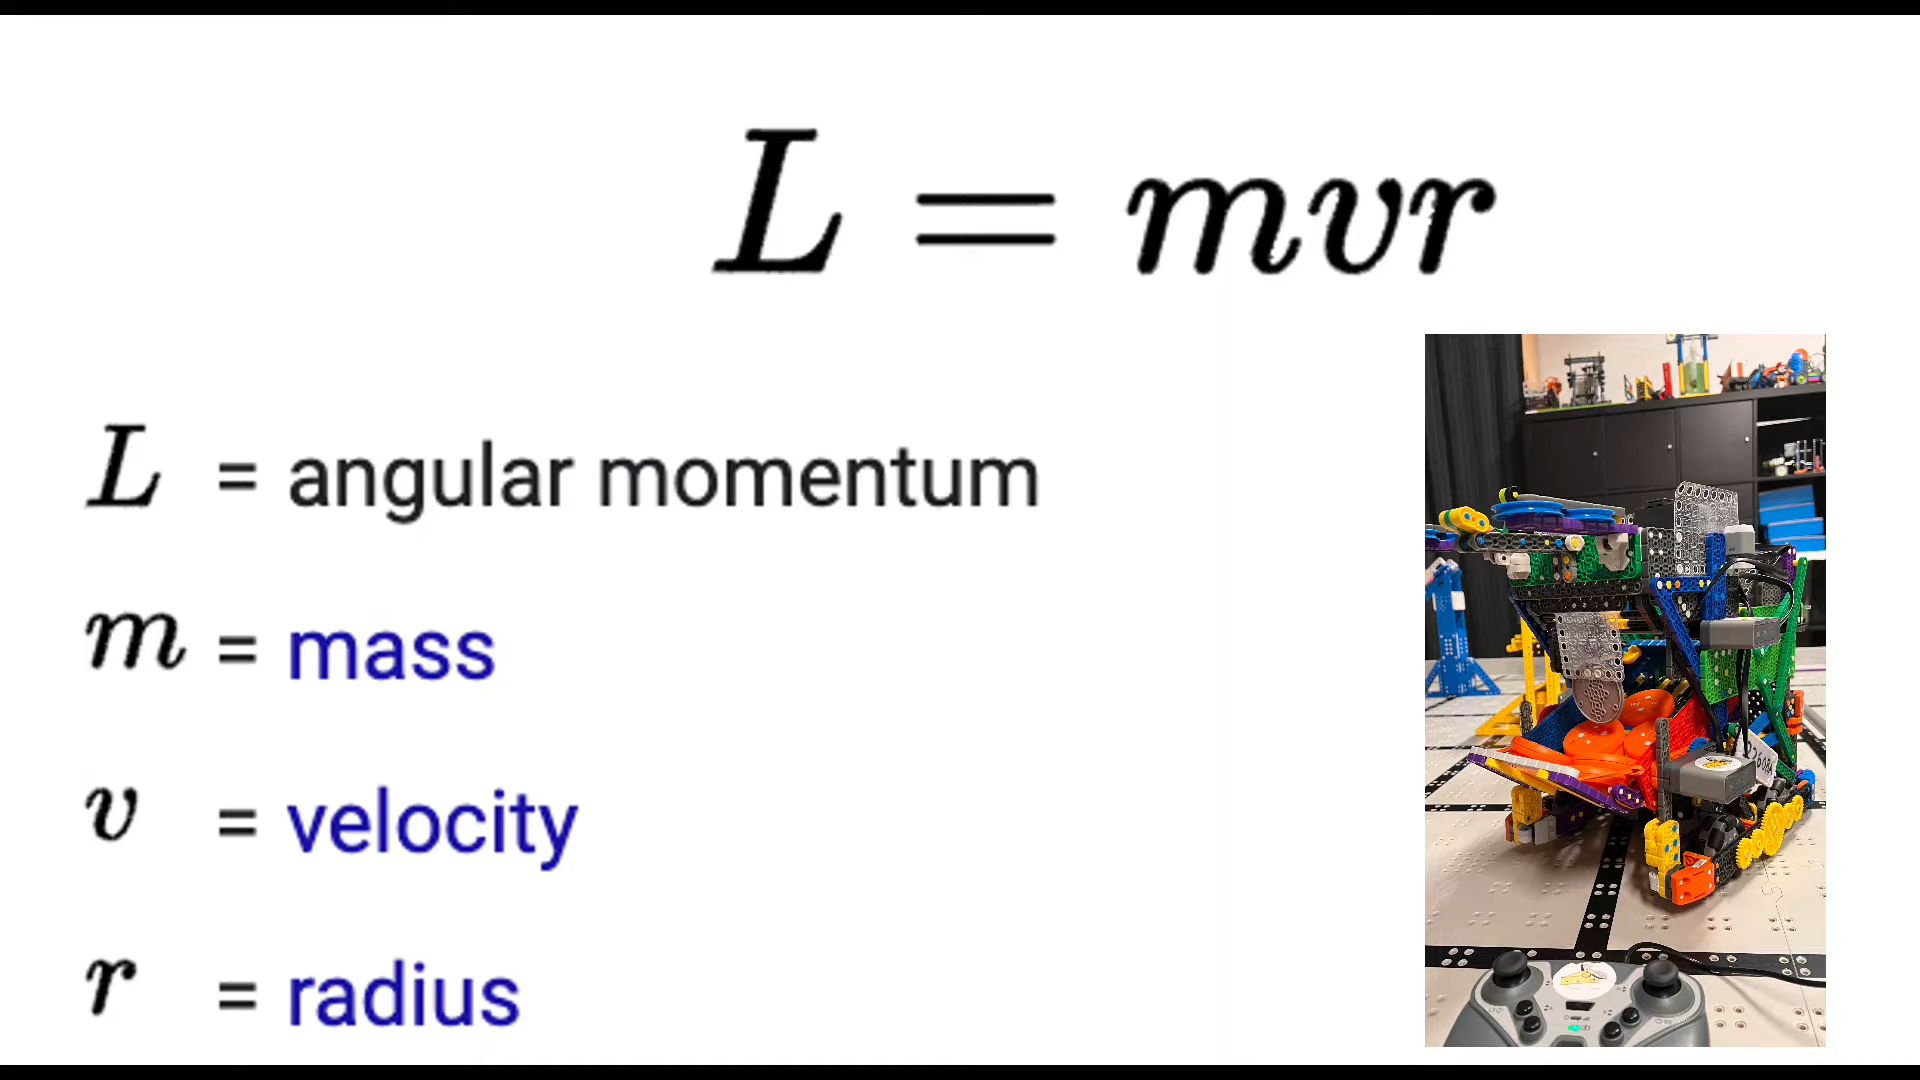 L = mvr
L = angular momentum
m = mass
v = velocity
r = radius